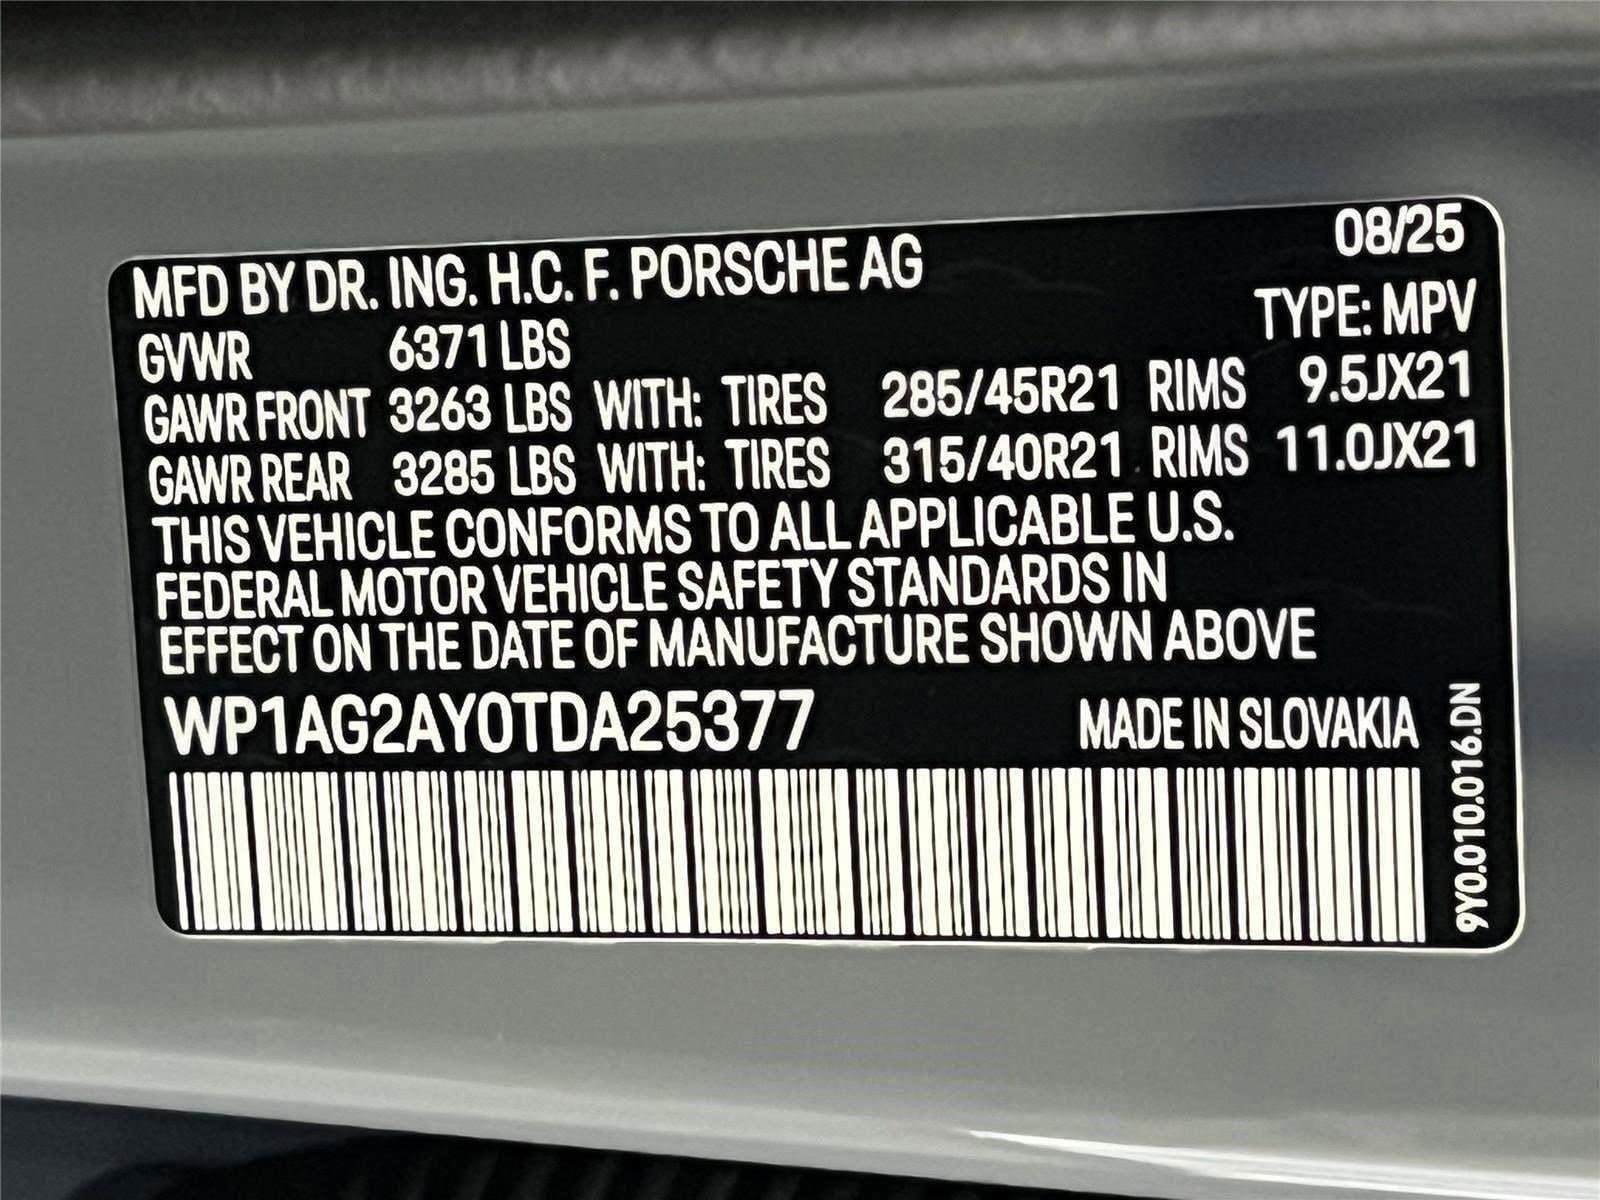 MFD BY DR. ING. H.C. F. PORSCHE AG 08/25
GVWR 6371 LBS TYPE: MPV
GAWR FRONT 3263 LBS WITH: TIRES 285/45R21 RIMS 9.5JX21
GAWR REAR 3285 LBS WITH: TIRES 315/40R21 RIMS 11.0JX21
THIS VEHICLE CONFORMS TO ALL APPLICABLE U.S.
FEDERAL MOTOR VEHICLE SAFETY STANDARDS IN
EFFECT ON THE DATE OF MANUFACTURE SHOWN ABOVE
WP1AG2AY0TDA25377 MADE IN SLOVAKIA
9Y0.010.016.DN